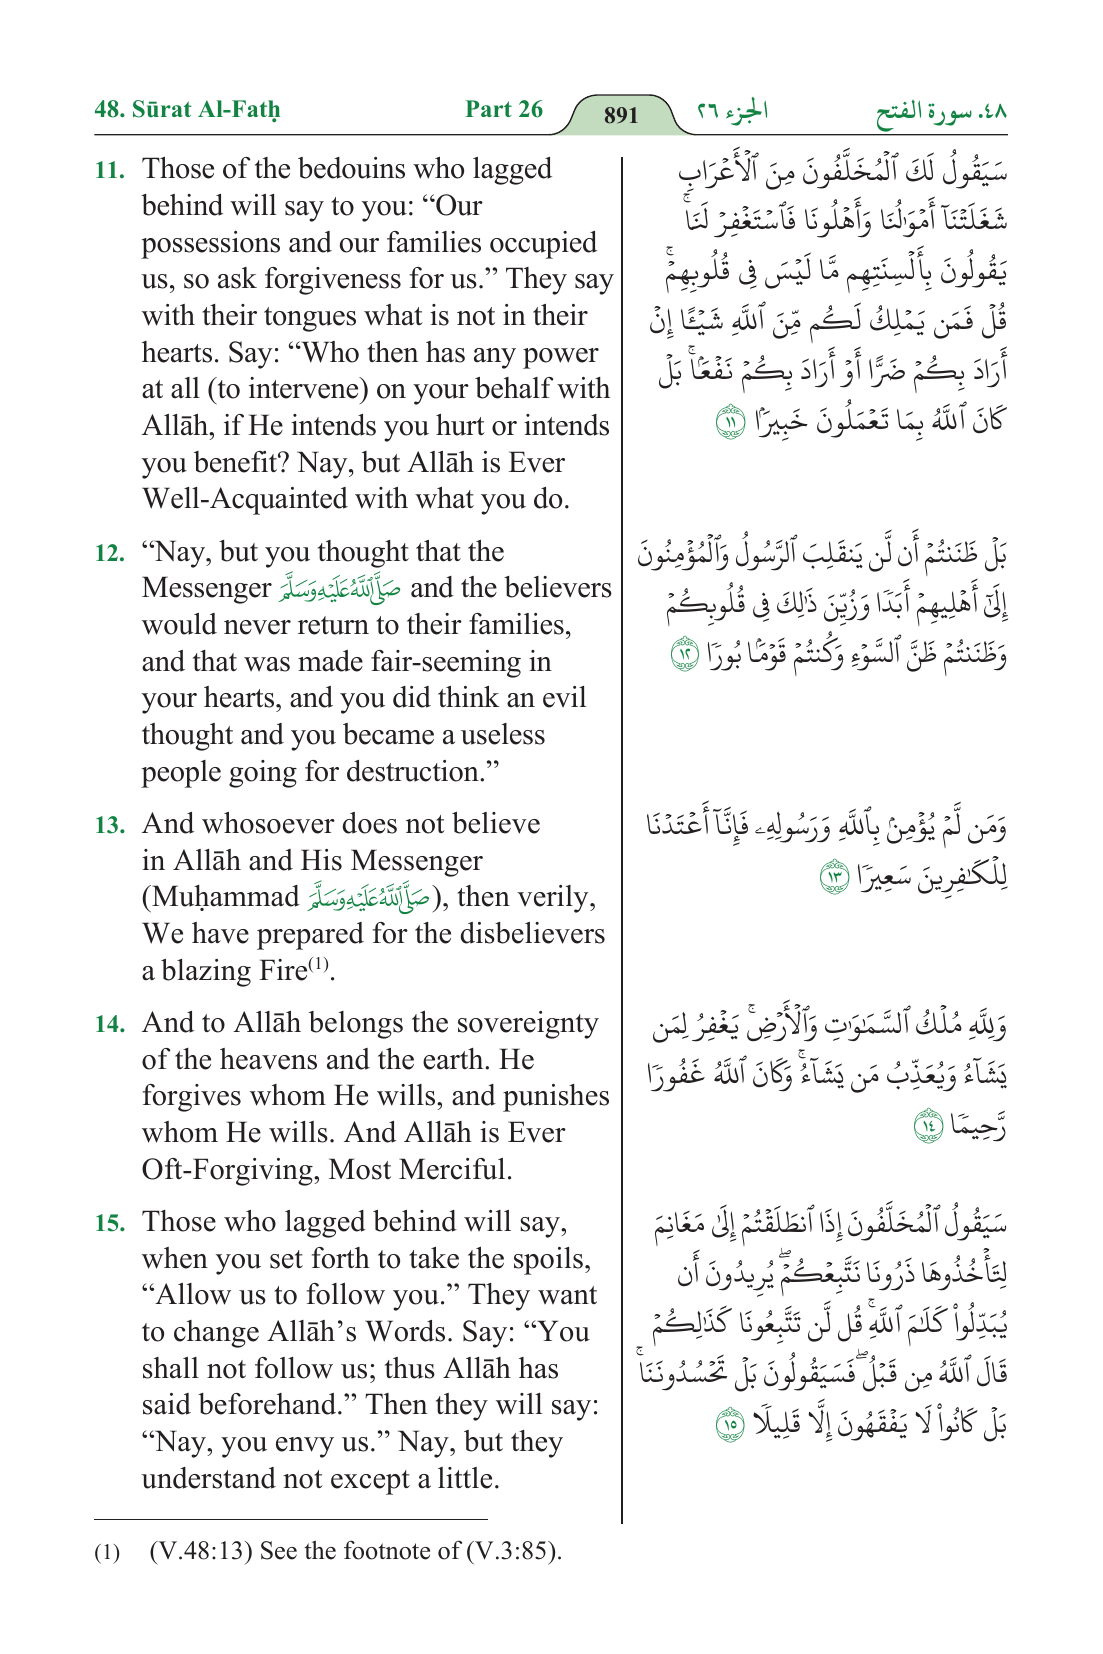 48. Sūrat Al-Fatḥ Part 26 891 الجزء ٢٦ ٤٨. سورة الفتح
11. Those of the bedouins who lagged
behind will say to you: “Our
possessions and our families occupied
us, so ask forgiveness for us.” They say
with their tongues what is not in their
hearts. Say: “Who then has any power
at all (to intervene) on your behalf with
Allāh, if He intends you hurt or intends
you benefit? Nay, but Allāh is Ever
Well-Acquainted with what you do.
سَيَقُولُ لَكَ ٱلْمُخَلَّفُونَ مِنَ ٱلْأَعْرَابِ
شَغَلَتْنَآ أَمْوَٰلُنَا وَأَهْلُونَا فَٱسْتَغْفِرْ لَنَا ۚ
يَقُولُونَ بِأَلْسِنَتِهِم مَّا لَيْسَ فِى قُلُوبِهِمْ ۚ
قُلْ فَمَن يَمْلِكُ لَكُم مِّنَ ٱللَّهِ شَيْـًٔا إِنْ
أَرَادَ بِكُمْ ضَرًّا أَوْ أَرَادَ بِكُمْ نَفْعًۢا ۚ بَلْ
كَانَ ٱللَّهُ بِمَا تَعْمَلُونَ خَبِيرًۢا ١١
12. “Nay, but you thought that the
Messenger صَلَّى ٱللَّهُ عَلَيْهِ وَسَلَّمَ and the believers
would never return to their families,
and that was made fair-seeming in
your hearts, and you did think an evil
thought and you became a useless
people going for destruction.”
بَلْ ظَنَنتُمْ أَن لَّن يَنقَلِبَ ٱلرَّسُولُ وَٱلْمُؤْمِنُونَ
إِلَىٰٓ أَهْلِيهِمْ أَبَدًا وَزُيِّنَ ذَٰلِكَ فِى قُلُوبِكُمْ
وَظَنَنتُمْ ظَنَّ ٱلسَّوْءِ وَكُنتُمْ قَوْمًۢا بُورًا ١٢
13. And whosoever does not believe
in Allāh and His Messenger
(Muḥammad صَلَّى ٱللَّهُ عَلَيْهِ وَسَلَّمَ), then verily,
We have prepared for the disbelievers
a blazing Fire(1).
وَمَن لَّمْ يُؤْمِنۢ بِٱللَّهِ وَرَسُولِهِۦ فَإِنَّآ أَعْتَدْنَا
لِلْكَـٰفِرِينَ سَعِيرًا ١٣
14. And to Allāh belongs the sovereignty
of the heavens and the earth. He
forgives whom He wills, and punishes
whom He wills. And Allāh is Ever
Oft-Forgiving, Most Merciful.
وَلِلَّهِ مُلْكُ ٱلسَّمَـٰوَٰتِ وَٱلْأَرْضِ ۚ يَغْفِرُ لِمَن
يَشَآءُ وَيُعَذِّبُ مَن يَشَآءُ ۚ وَكَانَ ٱللَّهُ غَفُورًا
رَّحِيمًا ١٤
15. Those who lagged behind will say,
when you set forth to take the spoils,
“Allow us to follow you.” They want
to change Allāh’s Words. Say: “You
shall not follow us; thus Allāh has
said beforehand.” Then they will say:
“Nay, you envy us.” Nay, but they
understand not except a little.
سَيَقُولُ ٱلْمُخَلَّفُونَ إِذَا ٱنطَلَقْتُمْ إِلَىٰ مَغَانِمَ
لِتَأْخُذُوهَا ذَرُونَا نَتَّبِعْكُمْ ۖ يُرِيدُونَ أَن
يُبَدِّلُوا۟ كَلَـٰمَ ٱللَّهِ ۚ قُل لَّن تَتَّبِعُونَا كَذَٰلِكُمْ
قَالَ ٱللَّهُ مِن قَبْلُ ۖ فَسَيَقُولُونَ بَلْ تَحْسُدُونَنَا ۚ
بَلْ كَانُوا۟ لَا يَفْقَهُونَ إِلَّا قَلِيلًا ١٥
(1) (V.48:13) See the footnote of (V.3:85).